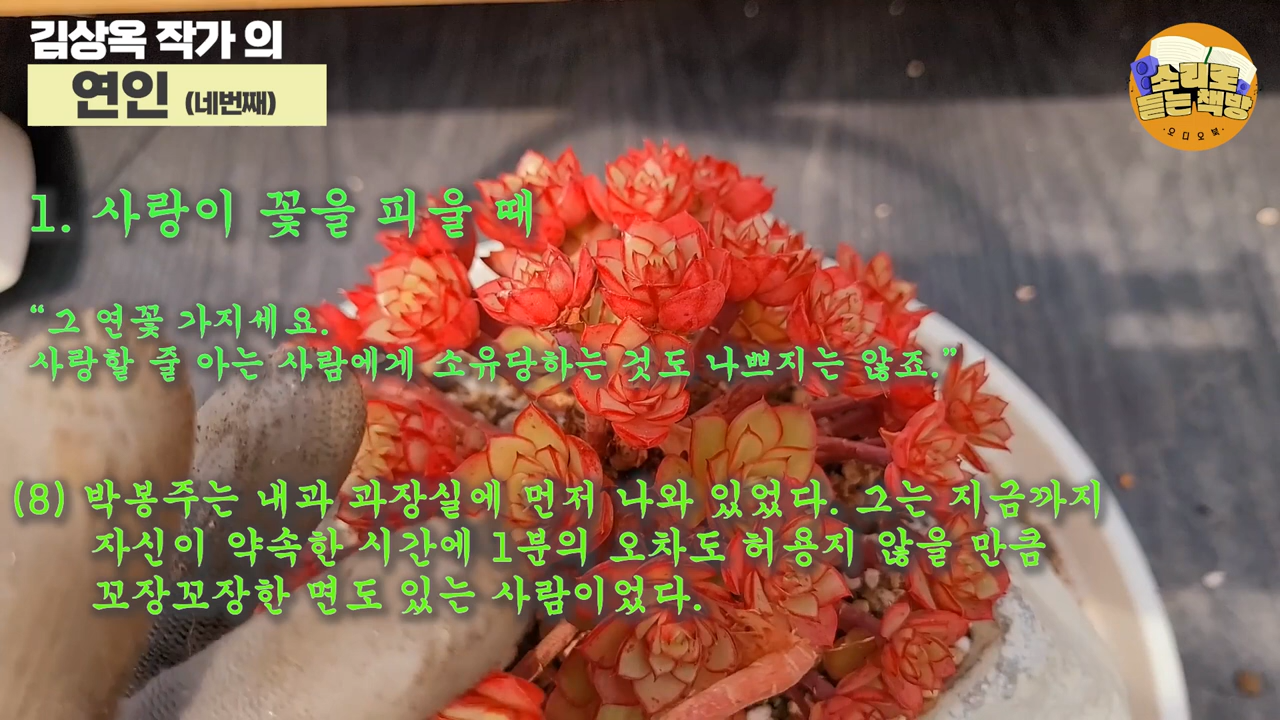 김상옥 작가 의
연인 (네번째)
소리로
듣는 책방
·오디오북·
1. 사랑이 꽃을 피울 때
“그 연꽃 가지세요.
사랑할 줄 아는 사람에게 소유당하는 것도 나쁘지는 않죠.”
(8) 박봉주는 내과 과장실에 먼저 나와 있었다. 그는 지금까지
자신이 약속한 시간에 1분의 오차도 허용지 않을 만큼
꼬장꼬장한 면도 있는 사람이었다.